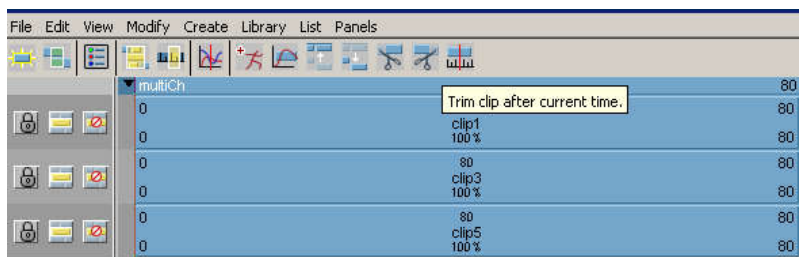 File Edit View Modify Create Library List Panels
multiCh 80
Trim clip after current time.
0 80
clip1
0 100 % 80
0 80 80
clip3
0 100 % 80
0 80 80
clip5
0 100 % 80